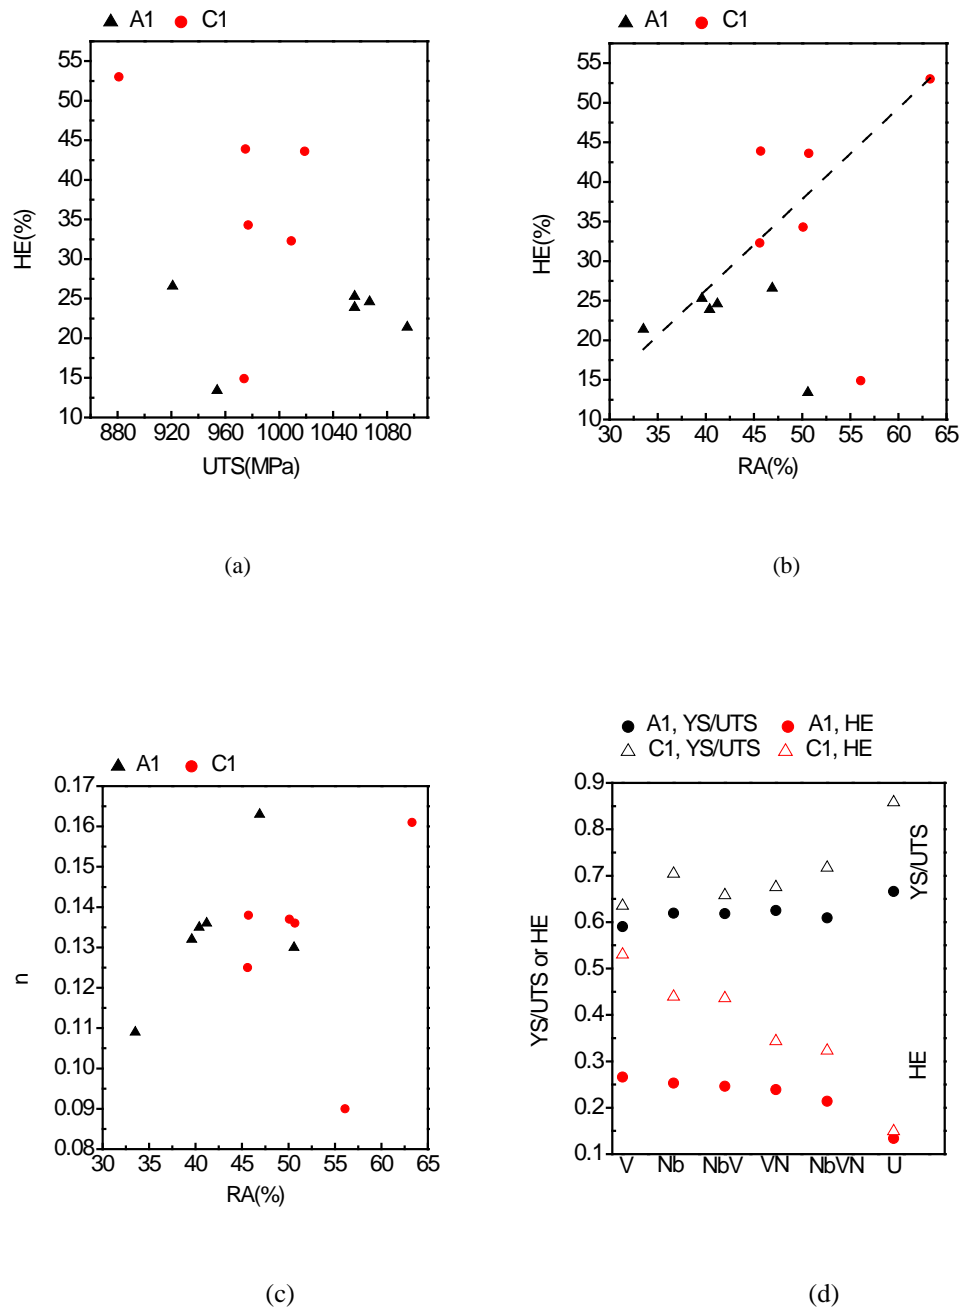 A1 C1
55
50
45
40
35
30
25
20
15
10
HE(%)
880 920 960 1000 1040 1080
UTS(MPa)
(a)
A1 C1
55
50
45
40
35
30
25
20
15
10
HE(%)
30 35 40 45 50 55 60 65
RA(%)
(b)
A1 C1
0.17
0.16
0.15
0.14
0.13
0.12
0.11
0.10
0.09
0.08
n
30 35 40 45 50 55 60 65
RA(%)
(c)
A1, YS/UTS A1, HE
C1, YS/UTS C1, HE
0.9
0.8
0.7
0.6
0.5
0.4
0.3
0.2
0.1
YS/UTS or HE
YS/UTS
HE
V Nb NbV VN NbVN U
(d)